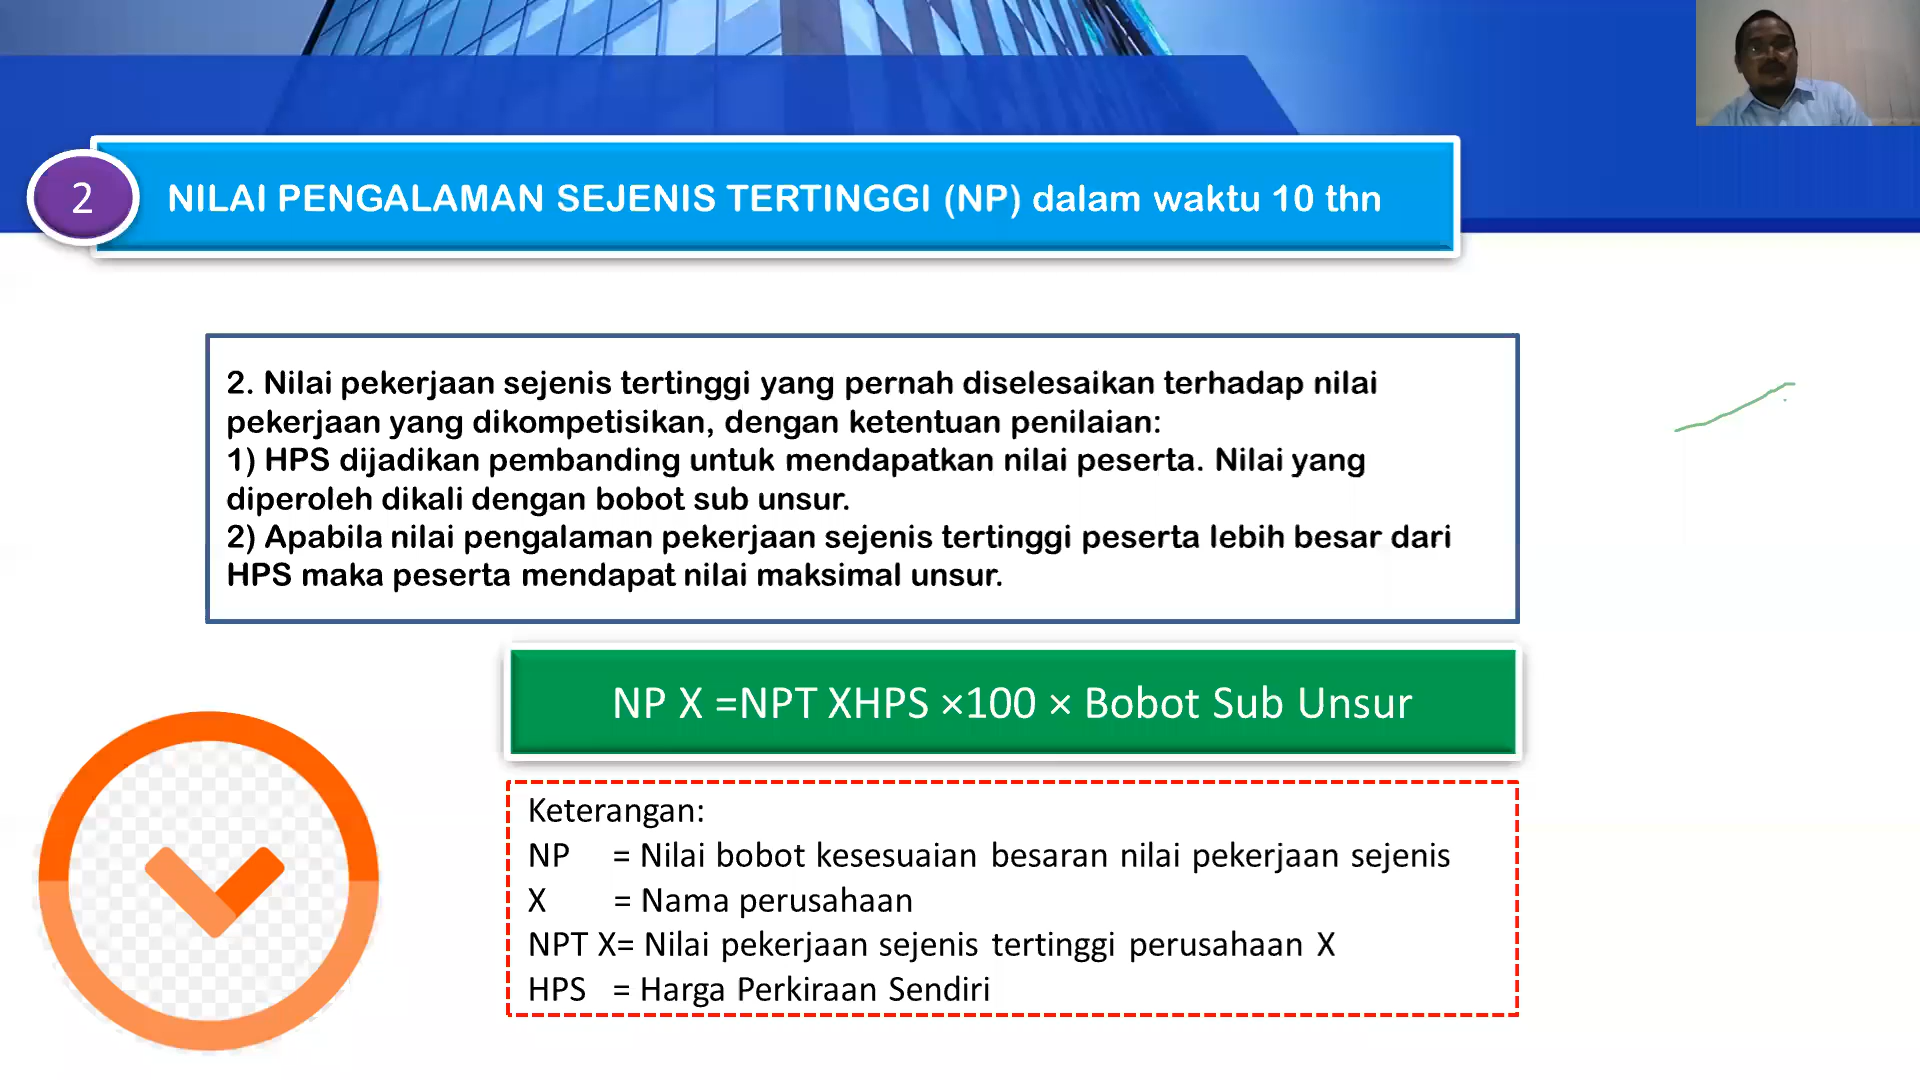 2
NILAI PENGALAMAN SEJENIS TERTINGGI (NP) dalam waktu 10 thn
2. Nilai pekerjaan sejenis tertinggi yang pernah diselesaikan terhadap nilai
pekerjaan yang dikompetisikan, dengan ketentuan penilaian:
1) HPS dijadikan pembanding untuk mendapatkan nilai peserta. Nilai yang
diperoleh dikali dengan bobot sub unsur.
2) Apabila nilai pengalaman pekerjaan sejenis tertinggi peserta lebih besar dari
HPS maka peserta mendapat nilai maksimal unsur.
NP X =NPT XHPS ×100 × Bobot Sub Unsur
Keterangan:
NP = Nilai bobot kesesuaian besaran nilai pekerjaan sejenis
X = Nama perusahaan
NPT X= Nilai pekerjaan sejenis tertinggi perusahaan X
HPS = Harga Perkiraan Sendiri